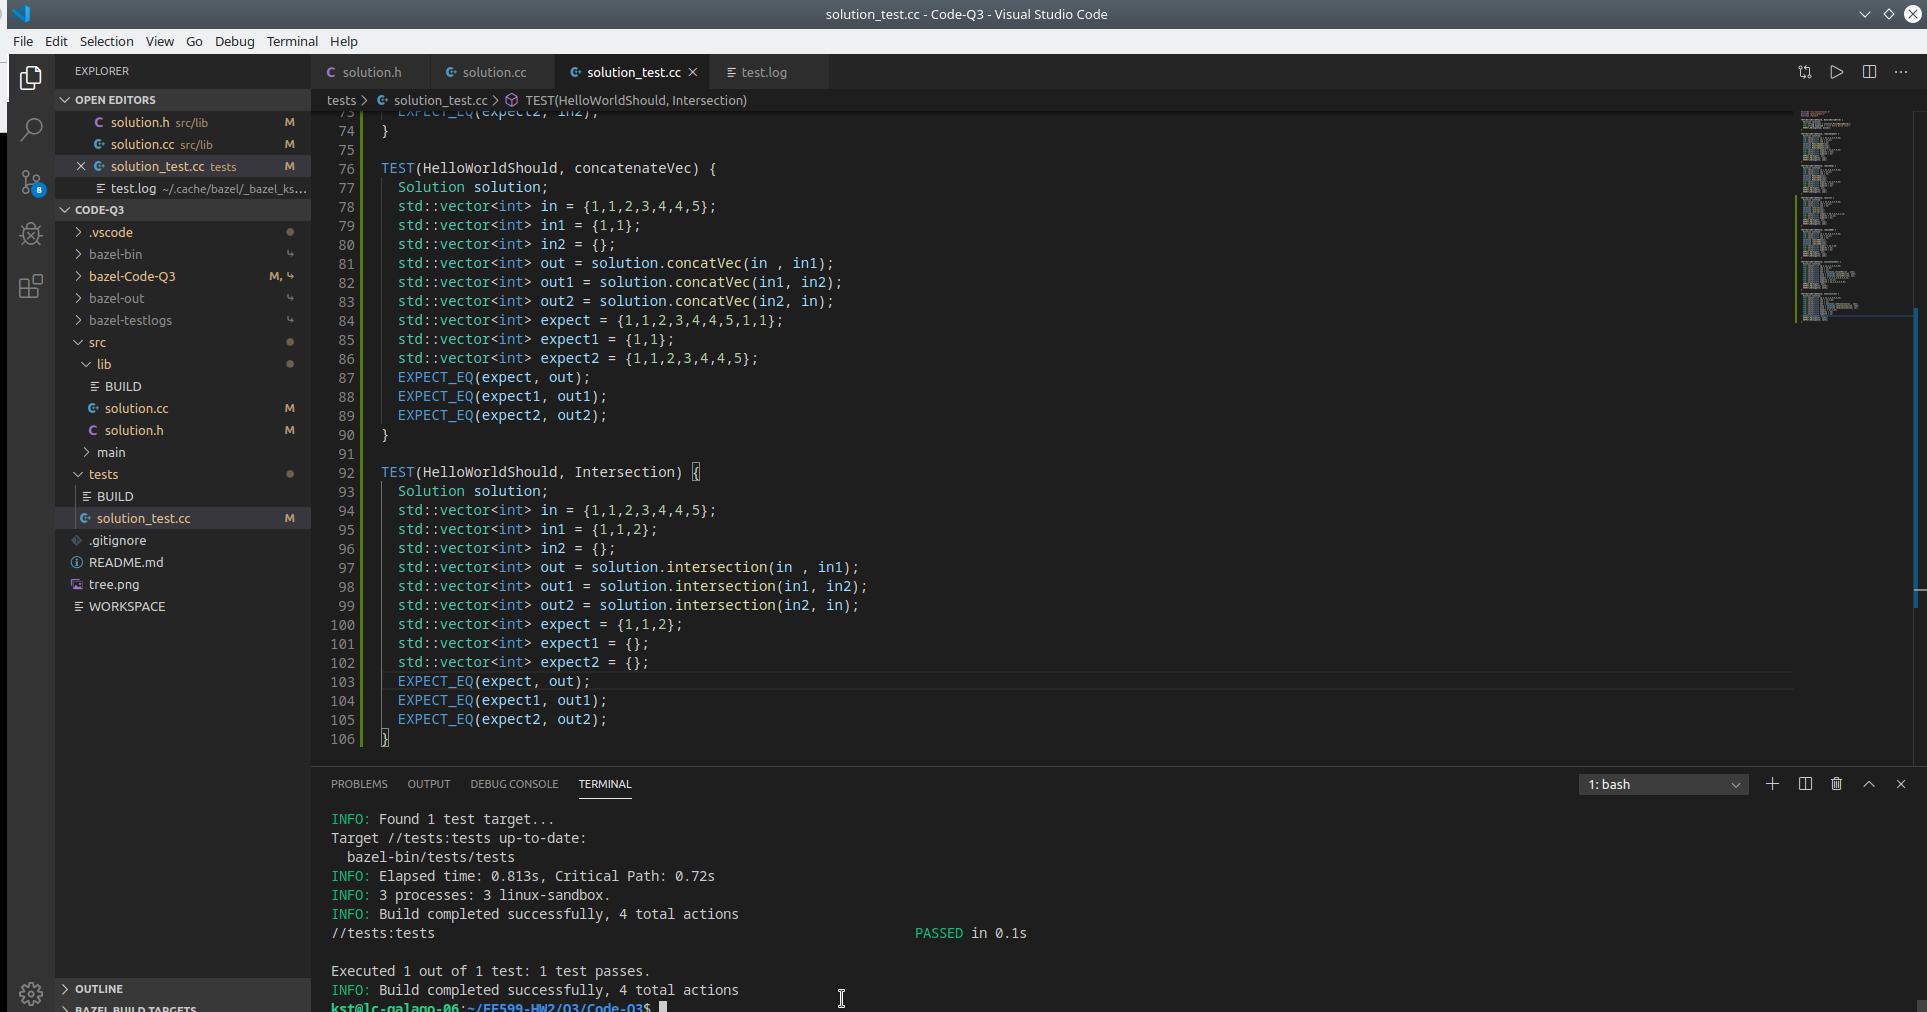 solution_test.cc - Code-Q3 - Visual Studio Code
File Edit Selection View Go Debug Terminal Help
EXPLORER
OPEN EDITORS
solution.h src/lib M
solution.cc src/lib M
solution_test.cc tests M
test.log ~/.cache/bazel/_bazel_ks...
8
CODE-Q3
.vscode
bazel-bin
bazel-Code-Q3 M,
bazel-out
bazel-testlogs
src
lib
BUILD
solution.cc M
solution.h M
main
tests
BUILD
solution_test.cc M
.gitignore
README.md
tree.png
WORKSPACE
OUTLINE
BAZEL BUILD TARGETS
solution.h solution.cc solution_test.cc test.log
tests > solution_test.cc > TEST(HelloWorldShould, Intersection)
73 EXPECT_EQ(expect2, in2);
74 }
75
76 TEST(HelloWorldShould, concatenateVec) {
77 Solution solution;
78 std::vector<int> in = {1,1,2,3,4,4,5};
79 std::vector<int> in1 = {1,1};
80 std::vector<int> in2 = {};
81 std::vector<int> out = solution.concatVec(in , in1);
82 std::vector<int> out1 = solution.concatVec(in1, in2);
83 std::vector<int> out2 = solution.concatVec(in2, in);
84 std::vector<int> expect = {1,1,2,3,4,4,5,1,1};
85 std::vector<int> expect1 = {1,1};
86 std::vector<int> expect2 = {1,1,2,3,4,4,5};
87 EXPECT_EQ(expect, out);
88 EXPECT_EQ(expect1, out1);
89 EXPECT_EQ(expect2, out2);
90 }
91
92 TEST(HelloWorldShould, Intersection) {
93 Solution solution;
94 std::vector<int> in = {1,1,2,3,4,4,5};
95 std::vector<int> in1 = {1,1,2};
96 std::vector<int> in2 = {};
97 std::vector<int> out = solution.intersection(in , in1);
98 std::vector<int> out1 = solution.intersection(in1, in2);
99 std::vector<int> out2 = solution.intersection(in2, in);
100 std::vector<int> expect = {1,1,2};
101 std::vector<int> expect1 = {};
102 std::vector<int> expect2 = {};
103 EXPECT_EQ(expect, out);
104 EXPECT_EQ(expect1, out1);
105 EXPECT_EQ(expect2, out2);
106 }
PROBLEMS OUTPUT DEBUG CONSOLE TERMINAL 1: bash
INFO: Found 1 test target...
Target //tests:tests up-to-date:
bazel-bin/tests/tests
INFO: Elapsed time: 0.813s, Critical Path: 0.72s
INFO: 3 processes: 3 linux-sandbox.
INFO: Build completed successfully, 4 total actions
//tests:tests PASSED in 0.1s
Executed 1 out of 1 test: 1 test passes.
INFO: Build completed successfully, 4 total actions
kst@lc-galago-06:~/EE599-HW2/Q3/Code-Q3$